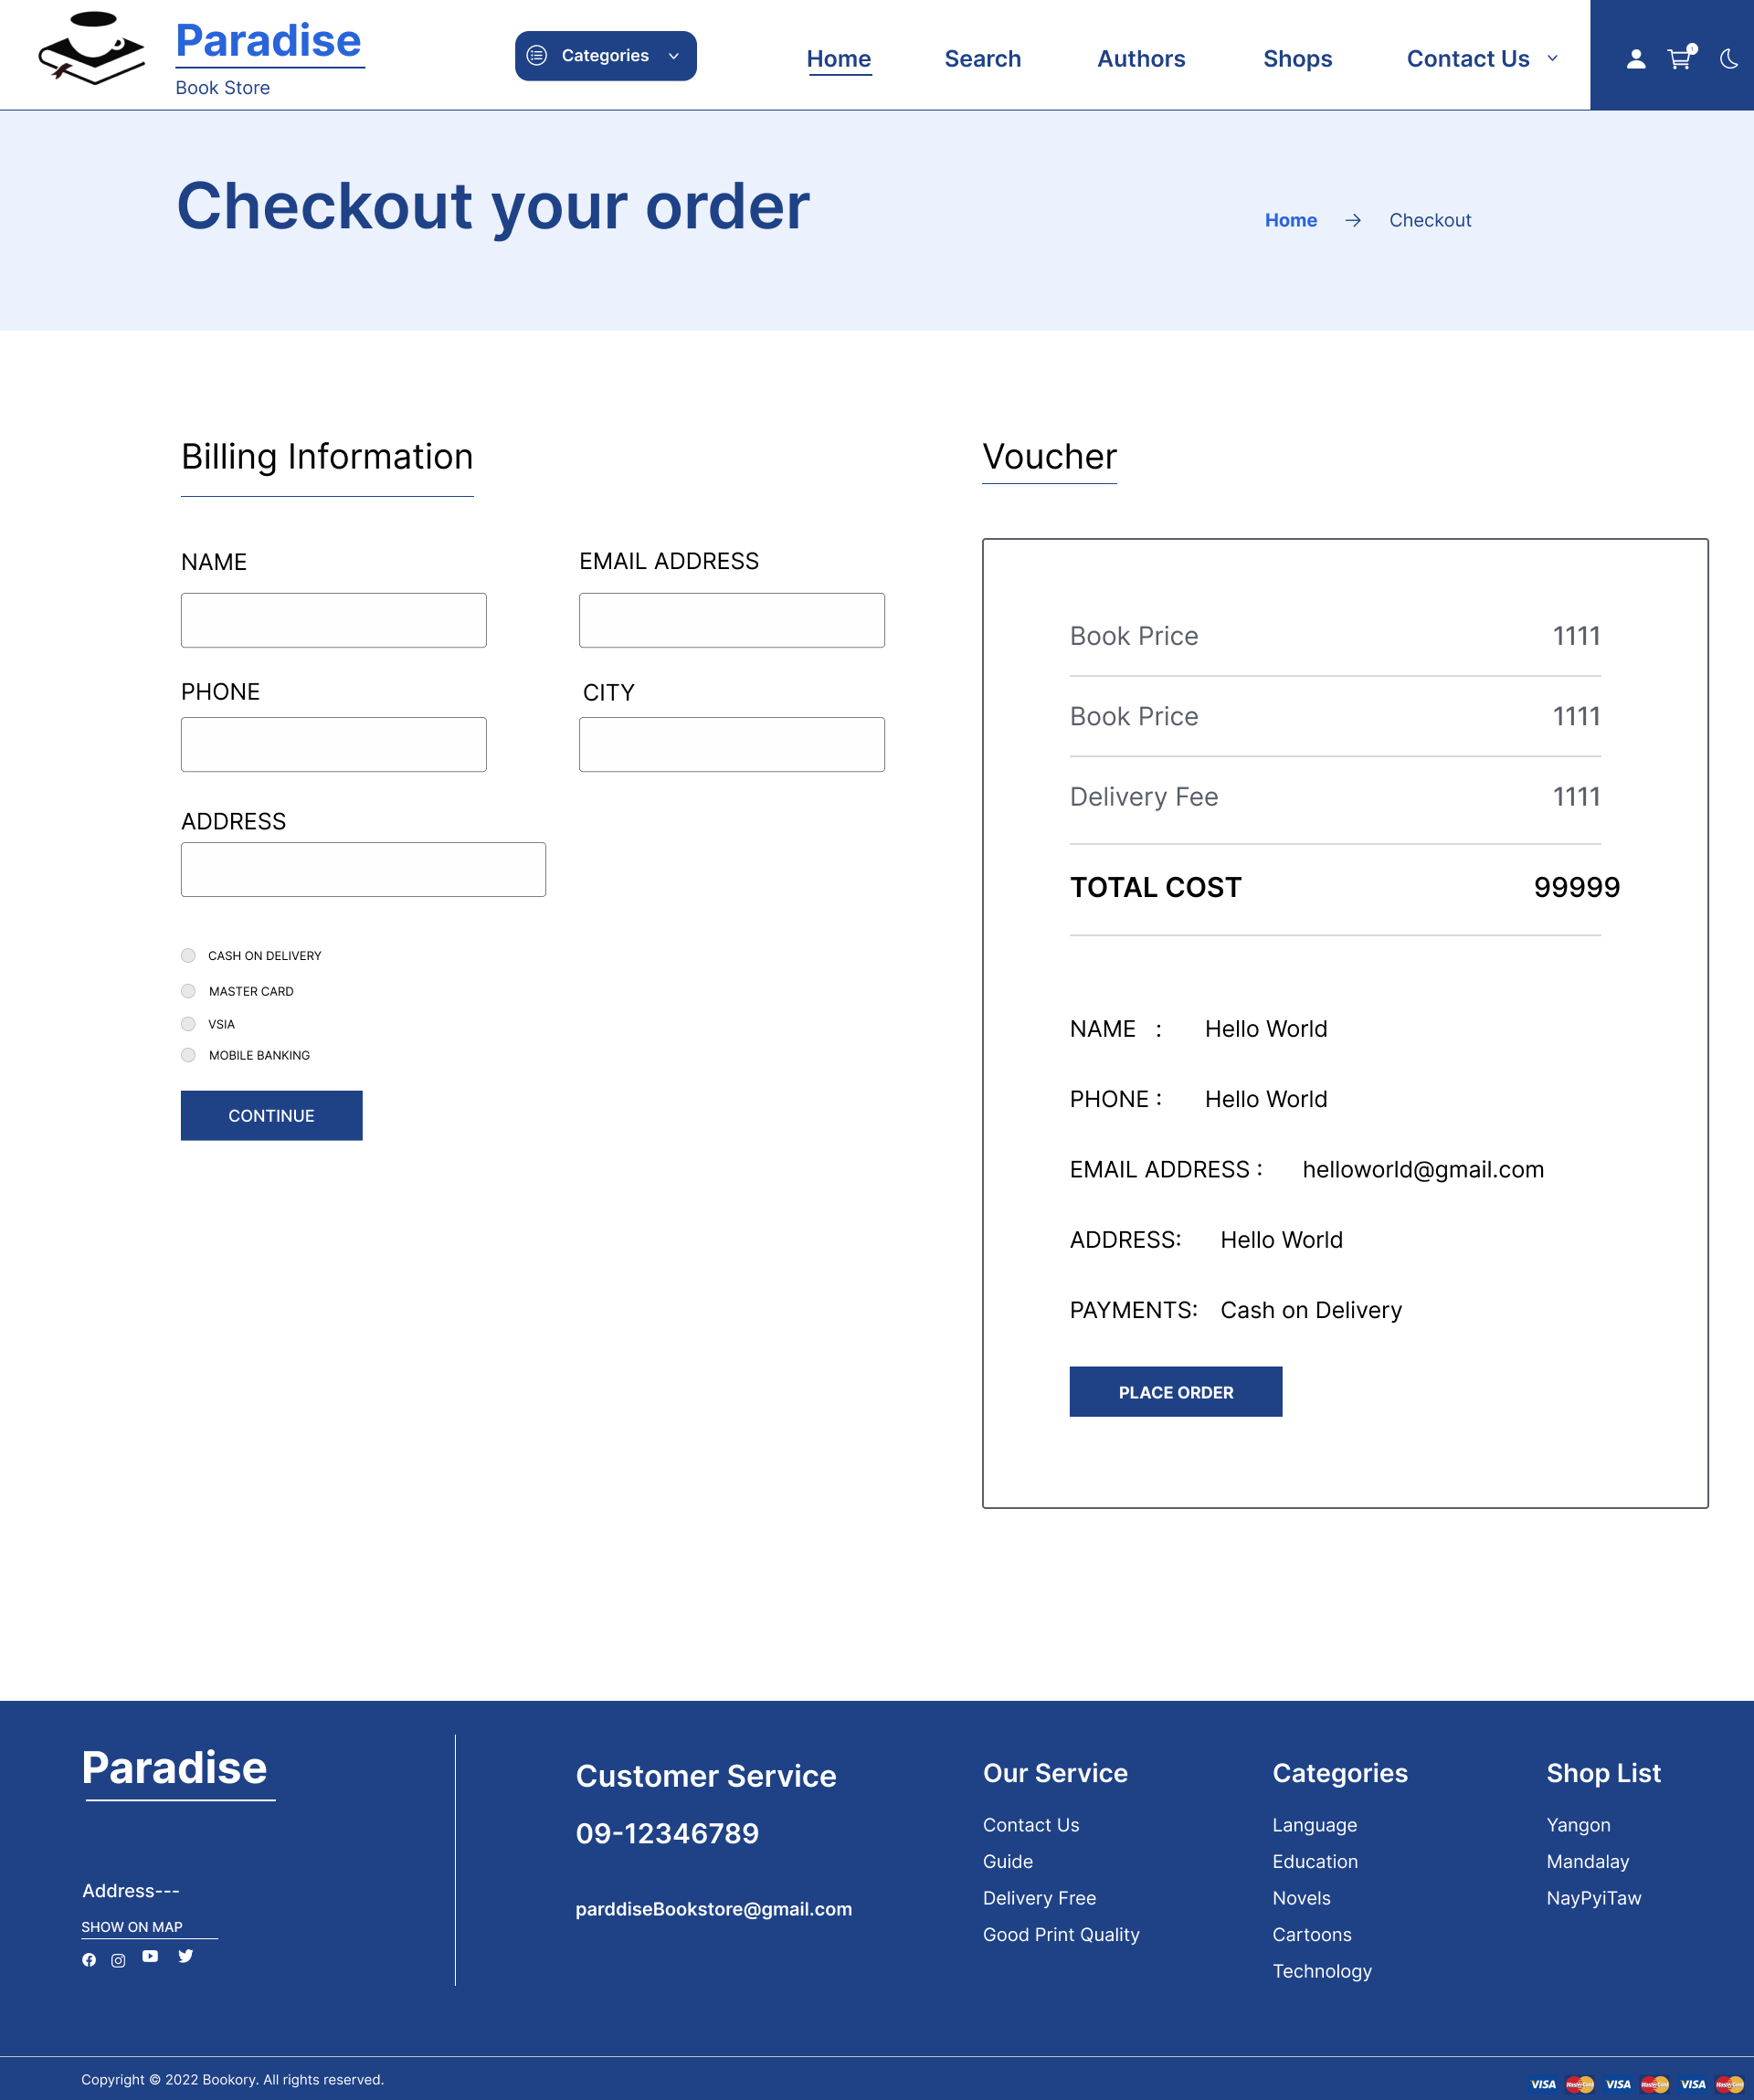 Paradise
Book Store
Categories
Home
Search
Authors
Shops
Contact Us
Checkout your order
Home
Checkout
Billing Information
NAME
EMAIL ADDRESS
PHONE
CITY
ADDRESS
CASH ON DELIVERY
MASTER CARD
VSIA
MOBILE BANKING
CONTINUE
Voucher
Book Price 1111
Book Price 1111
Delivery Fee 1111
TOTAL COST 99999
NAME : Hello World
PHONE : Hello World
EMAIL ADDRESS : helloworld@gmail.com
ADDRESS: Hello World
PAYMENTS: Cash on Delivery
PLACE ORDER
Paradise
Address---
SHOW ON MAP
Customer Service
09-12346789
parddiseBookstore@gmail.com
Our Service
Contact Us
Guide
Delivery Free
Good Print Quality
Categories
Language
Education
Novels
Cartoons
Technology
Shop List
Yangon
Mandalay
NayPyiTaw
Copyright © 2022 Bookory. All rights reserved.
VISA MasterCard VISA MasterCard VISA MasterCard